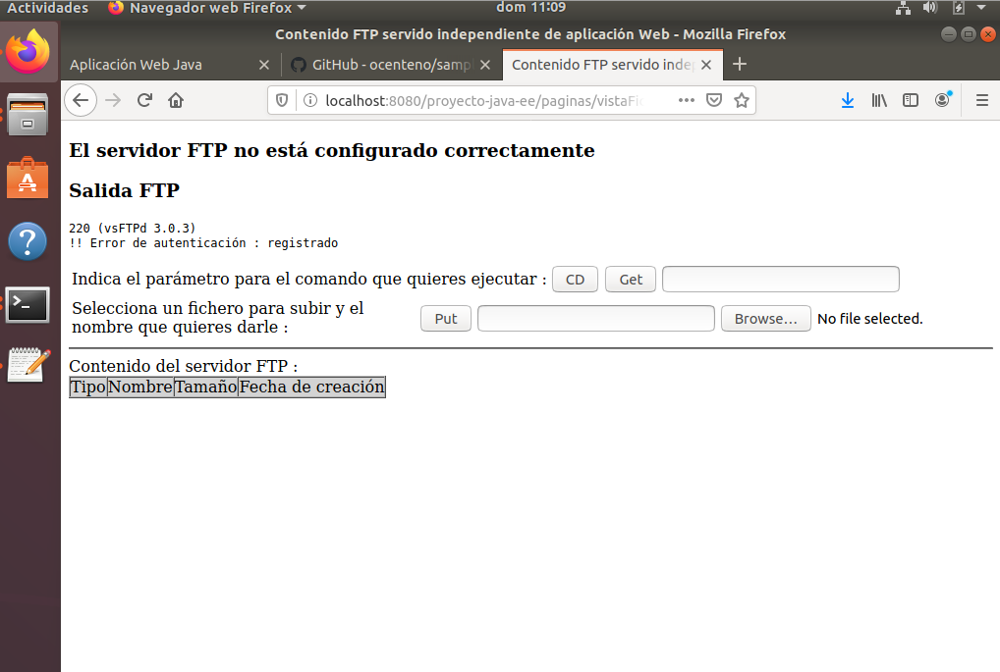 Actividades Navegador web Firefox dom 11:09
Contenido FTP servido independiente de aplicación Web - Mozilla Firefox
Aplicación Web Java GitHub - ocenteno/samp Contenido FTP servido inde
localhost:8080/proyecto-java-ee/paginas/vistaFi
El servidor FTP no está configurado correctamente
Salida FTP
220 (vsFTPd 3.0.3)
!! Error de autenticación : registrado
Indica el parámetro para el comando que quieres ejecutar : CD Get
Selecciona un fichero para subir y el
nombre que quieres darle :
Put Browse... No file selected.
Contenido del servidor FTP :
Tipo Nombre Tamaño Fecha de creación